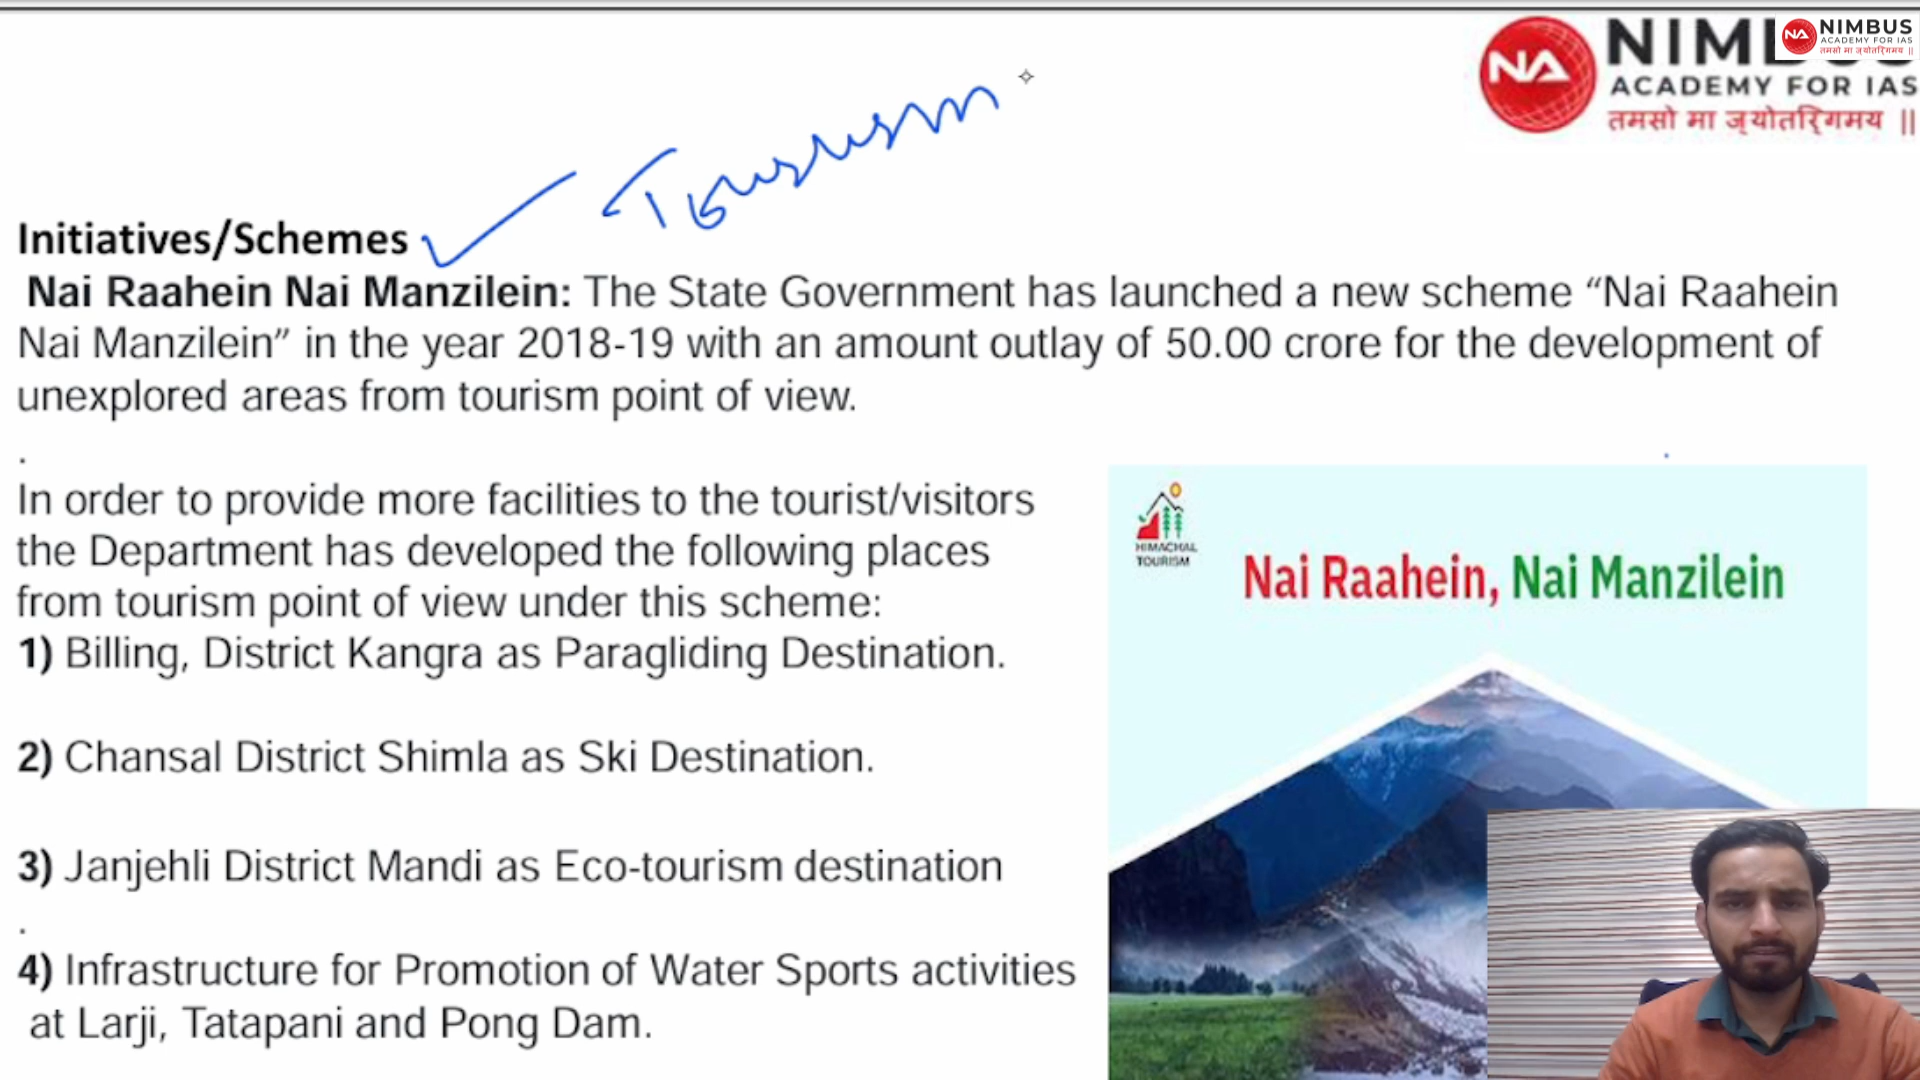 NIMBUS
ACADEMY FOR IAS
तमसो मा ज्योतर्िगमय ||
NIMBUS
ACADEMY FOR IAS
तमसो मा ज्योतर्िगमय ||
Tourism
Initiatives/Schemes
Nai Raahein Nai Manzilein: The State Government has launched a new scheme “Nai Raahein
Nai Manzilein” in the year 2018-19 with an amount outlay of 50.00 crore for the development of
unexplored areas from tourism point of view.
.
In order to provide more facilities to the tourist/visitors
the Department has developed the following places
from tourism point of view under this scheme:
1) Billing, District Kangra as Paragliding Destination.
2) Chansal District Shimla as Ski Destination.
3) Janjehli District Mandi as Eco-tourism destination
.
4) Infrastructure for Promotion of Water Sports activities
at Larji, Tatapani and Pong Dam.
HIMACHAL
TOURISM
Nai Raahein, Nai Manzilein